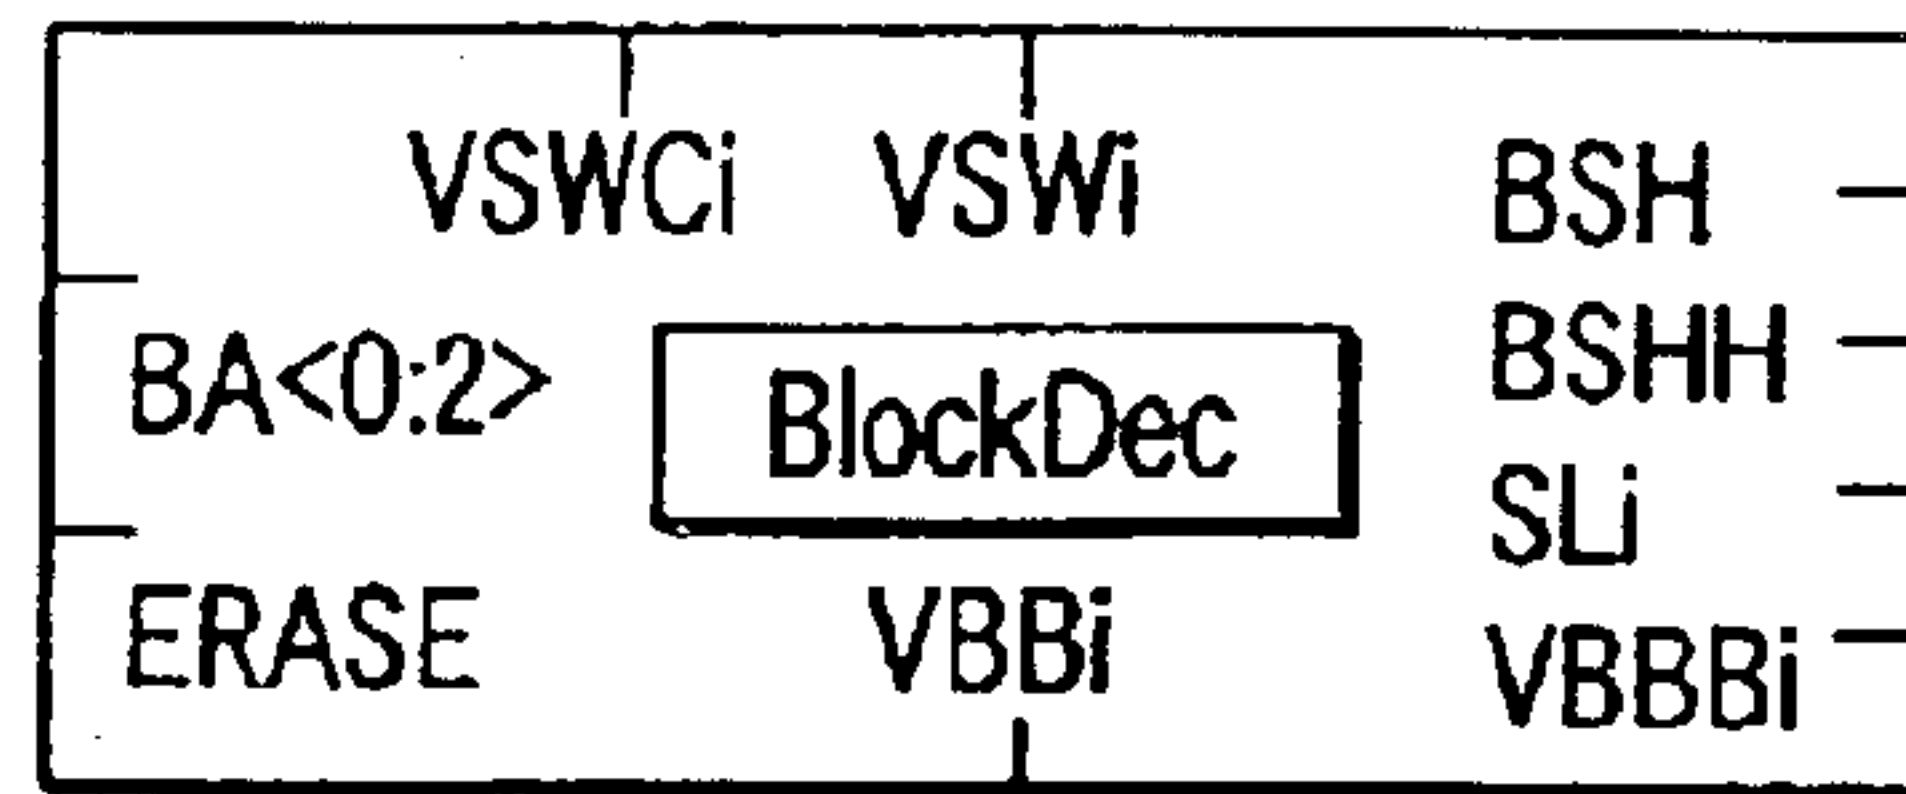 VSWCi VSWi BSH
BSHH
BA<0:2> BlockDec
SLi
ERASE VBBi VBBBi